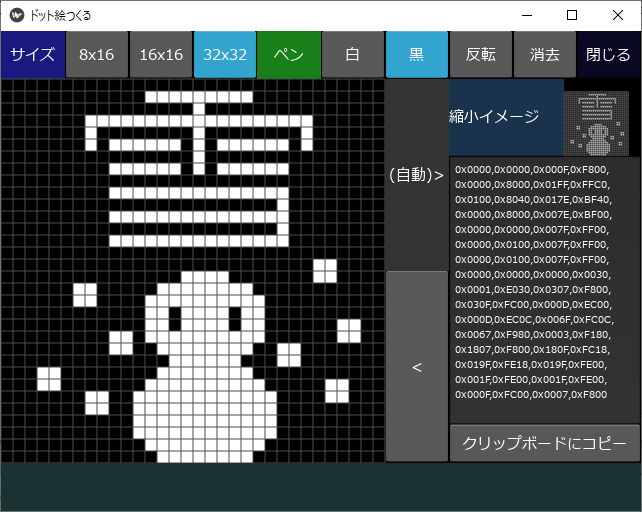 ドット絵つくる
サイズ 8x16 16x16 32x32 ペン 白 黒 反転 消去 閉じる
雪
(自動)>
<
縮小イメージ
0x0000,0x0000,0x000F,0xF800,
0x0000,0x8000,0x01FF,0xFFC0,
0x0100,0x8040,0x017E,0xBF40,
0x0000,0x8000,0x007E,0xBF00,
0x0000,0x0000,0x007F,0xFF00,
0x0000,0x0100,0x007F,0xFF00,
0x0000,0x0100,0x007F,0xFF00,
0x0000,0x0000,0x0000,0x0030,
0x0001,0xE030,0x0307,0xF800,
0x030F,0xFC00,0x000D,0xEC00,
0x000D,0xEC0C,0x006F,0xFC0C,
0x0067,0xF980,0x0003,0xF180,
0x1807,0xF800,0x180F,0xFC18,
0x019F,0xFE18,0x019F,0xFE00,
0x001F,0xFE00,0x001F,0xFE00,
0x000F,0xFC00,0x0007,0xF800
クリップボードにコピー